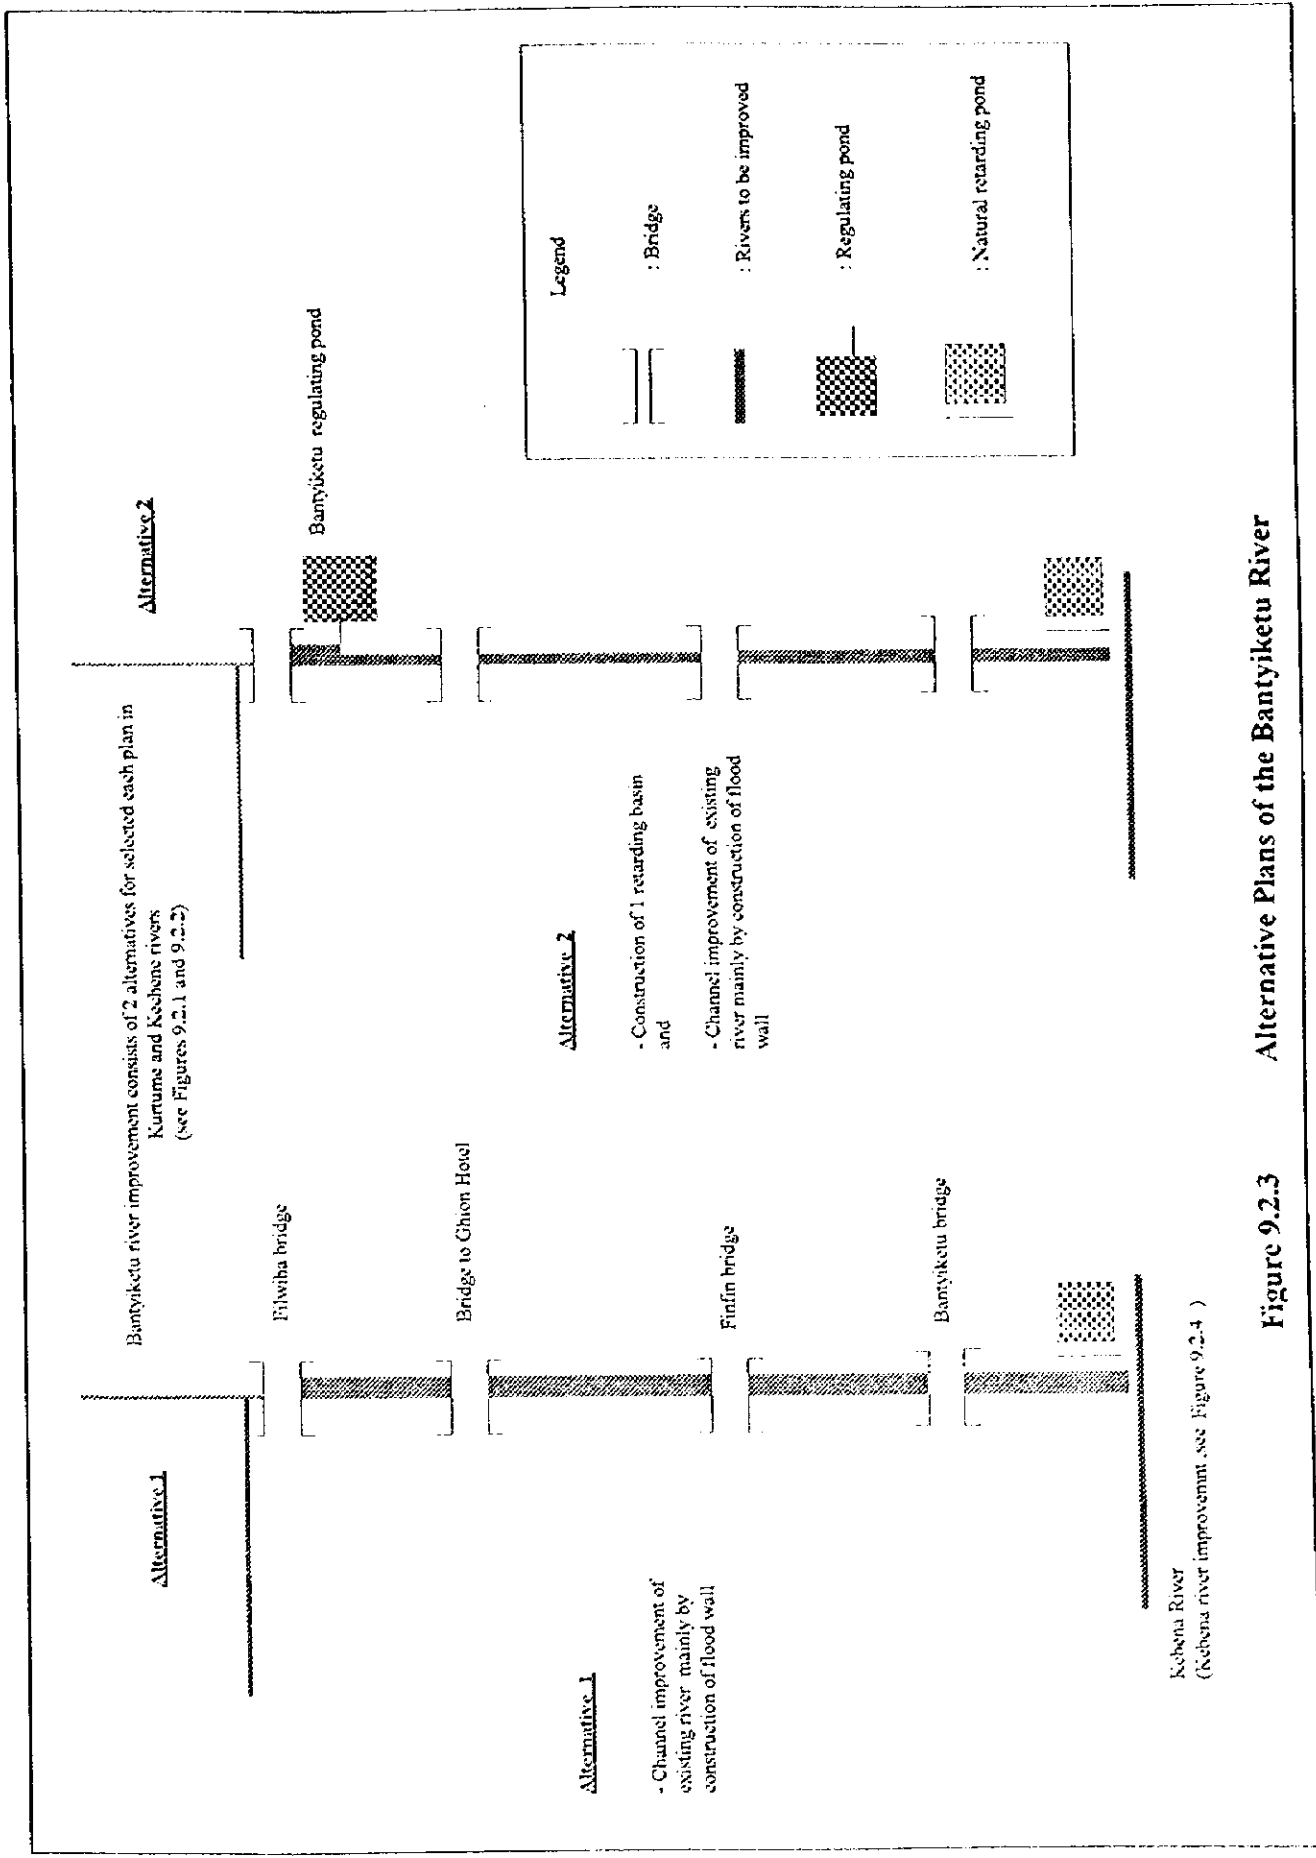 Bantyiketu river improvement consists of 2 alternatives for selected each plan in
Kurtume and Kechene rivers
(see Figures 9.2.1 and 9.2.2)
Alternative 1
Alternative 2
Filwiha bridge
Bantyiketu regulating pond
Bridge to Ghion Hotel
Finfin bridge
Bantyiketu bridge
Alternative 1
- Channel improvement of
existing river mainly by
construction of flood wall
Alternative 2
- Construction of 1 retarding basin
and
- Channel improvement of existing
river mainly by construction of flood
wall
Kebena River
(Kebena river improvemnt ,see Figure 9.2.4 )
Legend
: Bridge
: Rivers to be improved
: Regulating pond
: Natural retarding pond
Figure 9.2.3 Alternative Plans of the Bantyiketu River